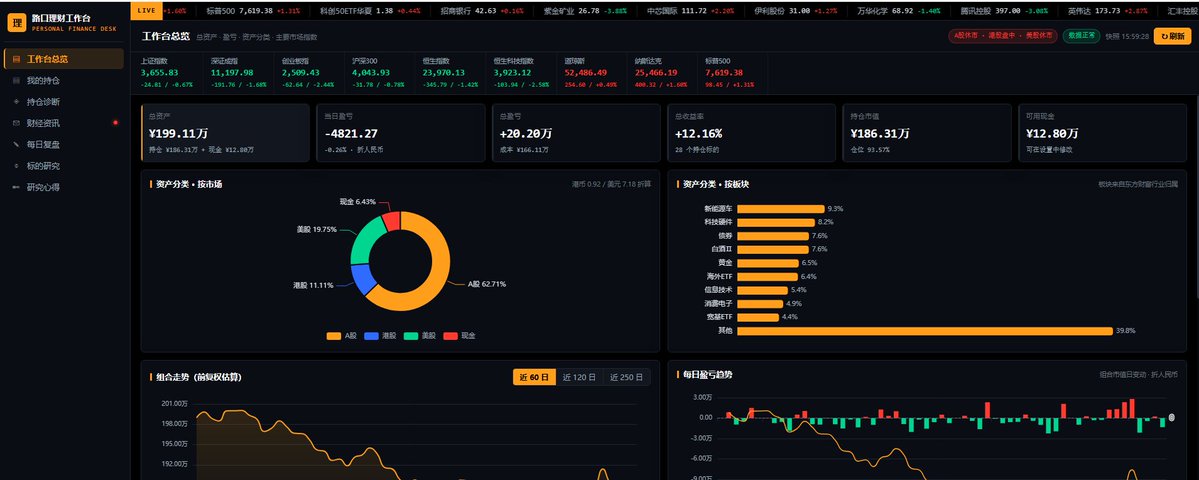 理
路口理财工作台
PERSONAL FINANCE DESK
工作台总览
我的持仓
持仓诊断
财经资讯
每日复盘
标的研究
研究心得
LIVE +1.60% 标普500 7,619.38 +1.31% 科创50ETF华夏 1.38 +0.44% 招商银行 42.63 +0.16% 紫金矿业 26.78 -3.88% 中芯国际 111.72 +2.20% 伊利股份 31.00 +1.27% 万华化学 68.92 -1.40% 腾讯控股 397.00 -3.08% 英伟达 173.73 +2.87% 汇丰控股
工作台总览 总资产 · 盈亏 · 资产分类 · 主要市场指数
A股休市 · 港股盘中 · 美股休市 数据正常 快照 15:59:28 ↻ 刷新
上证指数 深证成指 创业板指 沪深300 恒生指数 恒生科技指数 道琼斯 纳斯达克 标普500
3,655.83 11,197.98 2,509.43 4,043.93 23,970.13 3,923.12 52,486.49 25,466.19 7,619.38
-24.81 / -0.67% -191.76 / -1.68% -62.64 / -2.44% -31.78 / -0.78% -345.79 / -1.42% -103.94 / -2.58% 254.60 / +0.49% 400.32 / +1.60% 98.45 / +1.31%
总资产 当日盈亏 总盈亏 总收益率 持仓市值 可用现金
¥199.11万 -4821.27 +20.20万 +12.16% ¥186.31万 ¥12.80万
持仓 ¥186.31万 + 现金 ¥12.80万 -0.26% · 折人民币 成本 ¥166.11万 28 个持仓标的 仓位 93.57% 可在设置中修改
资产分类 · 按市场 港币 0.92 / 美元 7.18 折算
现金 6.43%
美股 19.75%
港股 11.11%
A股 62.71%
A股 港股 美股 现金
资产分类 · 按板块 板块来自东方财富行业归属
新能源车 9.3%
科技硬件 8.2%
债券 7.6%
白酒Ⅱ 7.6%
黄金 6.5%
海外ETF 6.4%
信息技术 5.4%
消费电子 4.9%
宽基ETF 4.4%
其他 39.8%
组合走势（前复权估算） 近 60 日 近 120 日 近 250 日
201.00万
198.00万
195.00万
192.00万
每日盈亏趋势 组合市值日变动 · 折人民币
3.00万
0.00
-3.00万
-6.00万
-9.00万